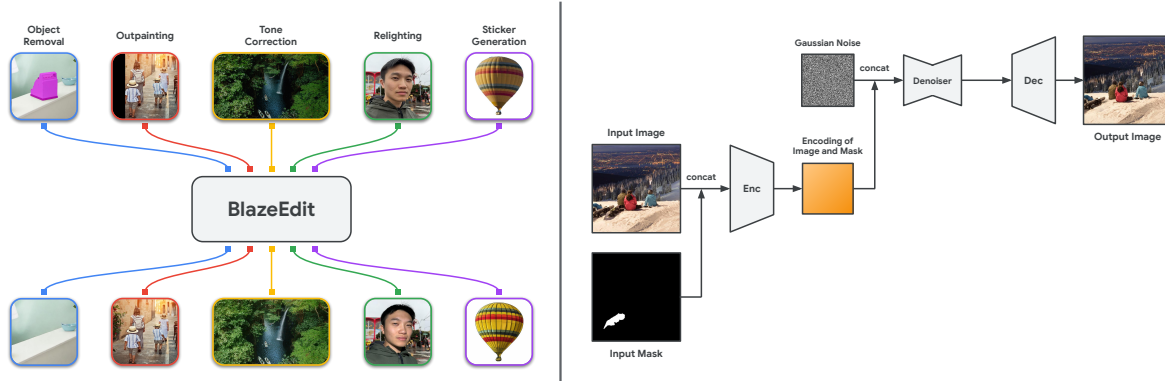 Object
Removal
Outpainting
Tone
Correction
Relighting
Sticker
Generation
BlazeEdit
Gaussian Noise
concat
Denoiser
Dec
Output Image
Input Image
concat
Enc
Encoding of
Image and Mask
Input Mask